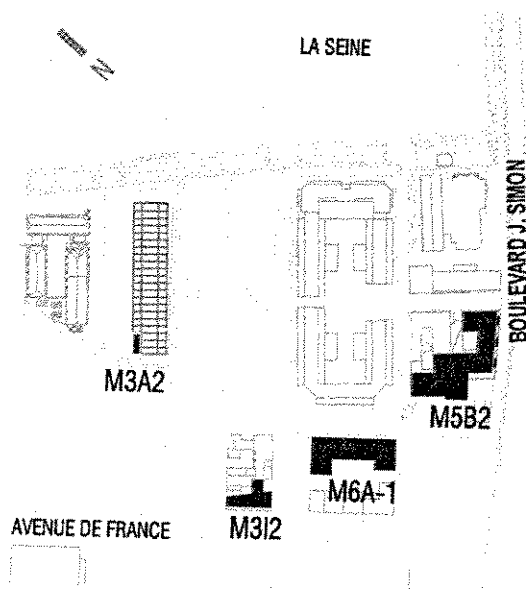 LA SEINE
N
BOULEVARD J. SIMON
M3A2
M5B2
M6A-1
M3I2
AVENUE DE FRANCE